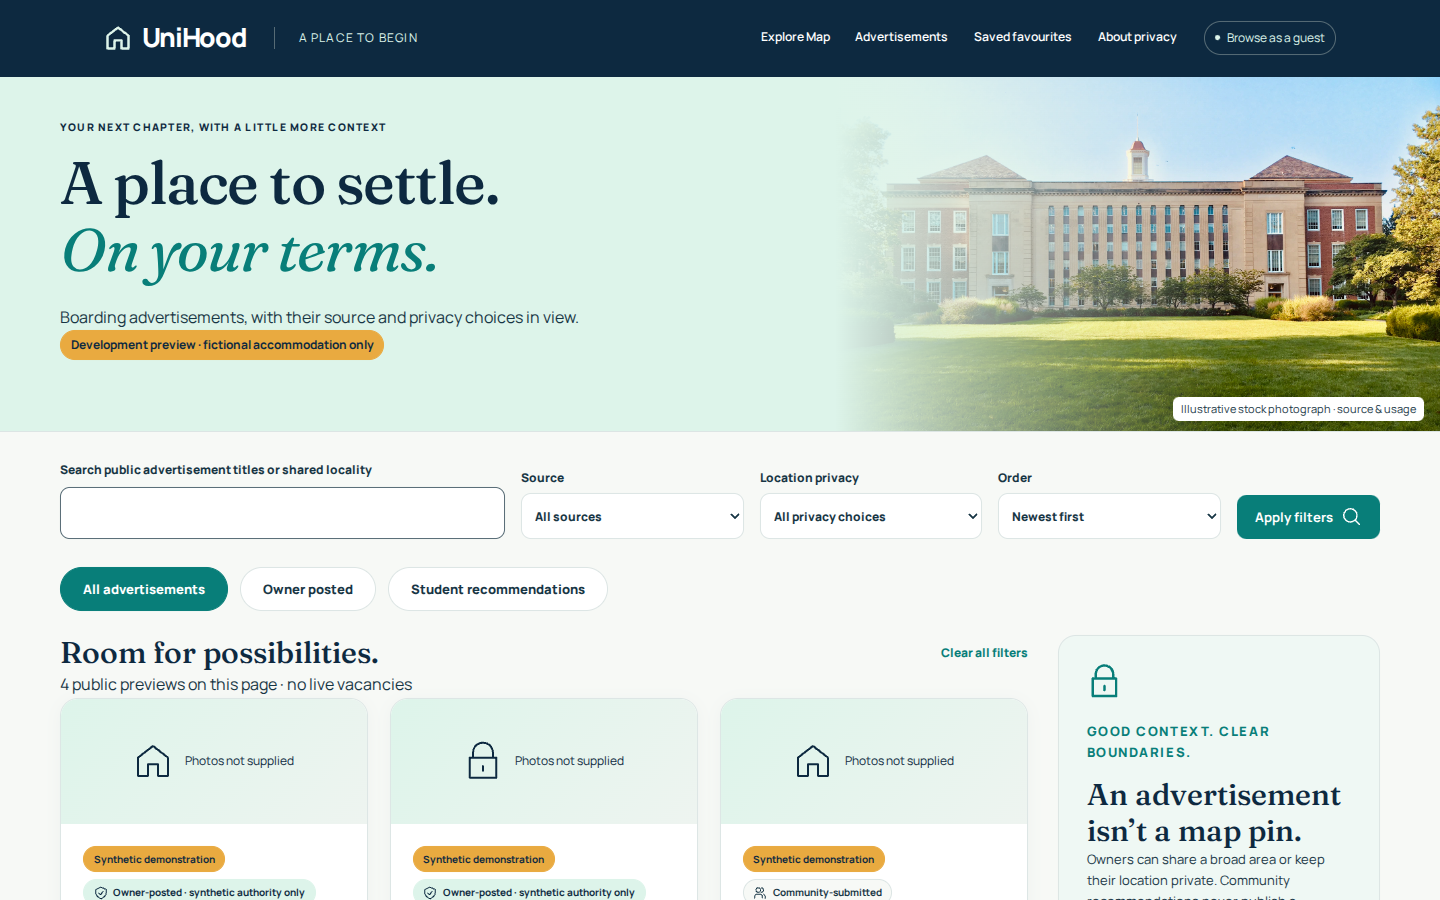 UniHood
A PLACE TO BEGIN
Explore Map
Advertisements
Saved favourites
About privacy
Browse as a guest
YOUR NEXT CHAPTER, WITH A LITTLE MORE CONTEXT
A place to settle.
On your terms.
Boarding advertisements, with their source and privacy choices in view.
Development preview · fictional accommodation only
Illustrative stock photograph · source & usage
Search public advertisement titles or shared locality
Source
All sources
Location privacy
All privacy choices
Order
Newest first
Apply filters
All advertisements
Owner posted
Student recommendations
Room for possibilities.
Clear all filters
4 public previews on this page · no live vacancies
Photos not supplied
Synthetic demonstration
Owner-posted · synthetic authority only
Photos not supplied
Synthetic demonstration
Owner-posted · synthetic authority only
Photos not supplied
Synthetic demonstration
Community-submitted
GOOD CONTEXT. CLEAR
BOUNDARIES.
An advertisement
isn’t a map pin.
Owners can share a broad area or keep
their location private. Community
recommendations never publish a